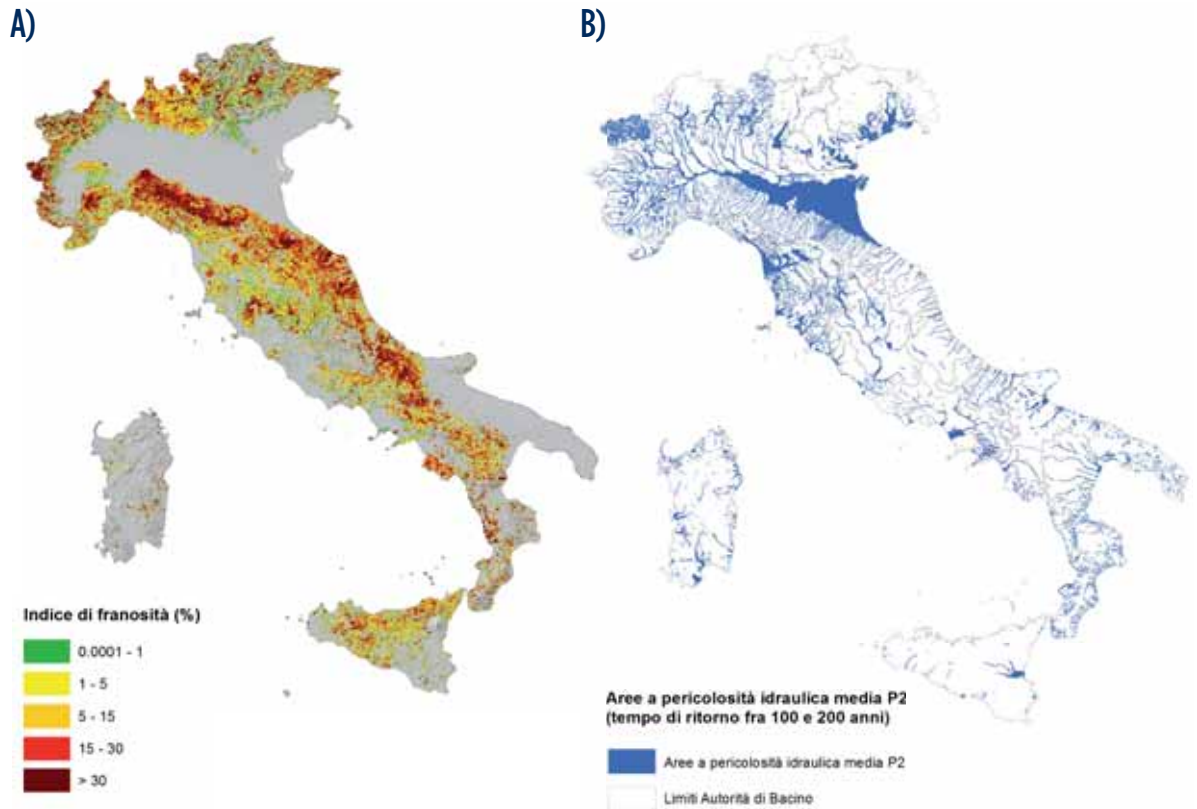 A)
B)
Indice di franosità (%)
0.0001 - 1
1 - 5
5 - 15
15 - 30
> 30
Aree a pericolosità idraulica media P2
(tempo di ritorno fra 100 e 200 anni)
Aree a pericolosità idraulica media P2
Limiti Autorità di Bacino